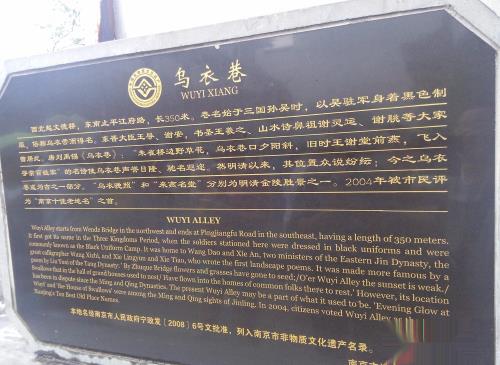 乌衣巷
WUYI XIANG
西北起文德桥，东南止平江府路，长350米。巷名始于三国孙吴时，以吴驻军身着黑色制
服，俗称乌衣营而得名。东晋大臣王导、谢安，书圣王羲之、山水诗鼻祖谢灵运、谢朓等大家
曾居此。唐刘禹锡《乌衣巷》：“朱雀桥边野草花，乌衣巷口夕阳斜，旧时王谢堂前燕，飞入
寻常百姓家”的名诗使乌衣巷声誉日隆、驰名遐迩。然明清以来，其位置众说纷纭；今之乌衣
巷或为古之一部分。“乌衣晚照”和“来燕名堂”分别为明清金陵胜景之一。2004年被市民评
为“南京十佳老地名”之首。
WUYI ALLEY
Wuyi Alley starts from Wende Bridge in the northwest and ends at Pingjiangfu Road in the southeast, having a length of 350 meters.
It first got its name in the Three Kingdoms Period, when the soldiers stationed here were dressed in black uniforms and were
commonly known as the Black Uniform Camp. It was home to Wang Dao and Xie An, two ministers of the Eastern Jin Dynasty, the
great calligrapher Wang Xizhi, and Xie Lingyun and Xie Tiao, who wrote the first landscape poems. It was made more famous by a
poem by Liu Yuxi of the Tang Dynasty.' By Zhuque Bridge flowers and grasses have gone to seed;/O'er Wuyi Alley the sunset is weak./
Swallows that in the hall of grand houses used to nest/ Have flown into the homes of common folks there to rest.' However, its location
has been in dispute since the Ming and Qing Dynasties. The present Wuyi Alley may be a part of what it used to be. 'Evening Glow at
Wuyi' and 'the House of Swallows' were among the Ming and Qing sights of Jinling. In 2004, citizens voted Wuyi Alley as the
Nanjing's Ten Best Old Place Names.
本地名经南京市人民政府宁政发【2008】6号文批准，列入南京市非物质文化遗产名录。
南京市